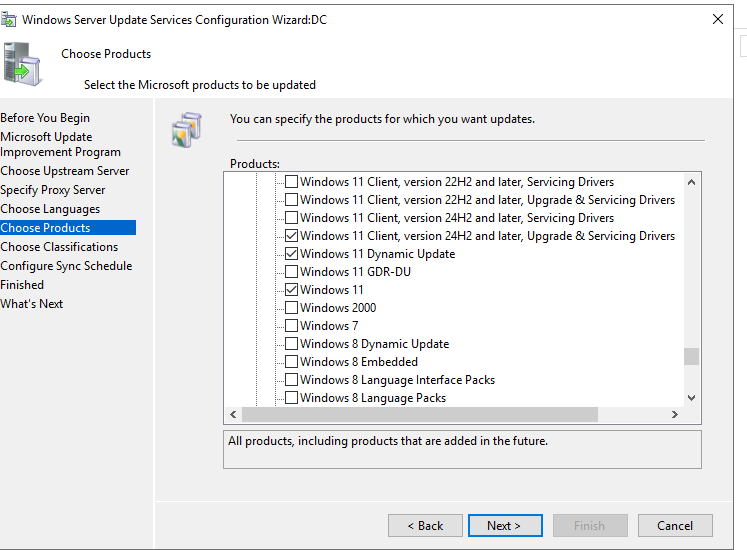 Windows Server Update Services Configuration Wizard:DC
Choose Products
Select the Microsoft products to be updated
Before You Begin
Microsoft Update
Improvement Program
Choose Upstream Server
Specify Proxy Server
Choose Languages
Choose Products
Choose Classifications
Configure Sync Schedule
Finished
What's Next
You can specify the products for which you want updates.
Products:
Windows 11 Client, version 22H2 and later, Servicing Drivers
Windows 11 Client, version 22H2 and later, Upgrade & Servicing Drivers
Windows 11 Client, version 24H2 and later, Servicing Drivers
Windows 11 Client, version 24H2 and later, Upgrade & Servicing Drivers
Windows 11 Dynamic Update
Windows 11 GDR-DU
Windows 11
Windows 2000
Windows 7
Windows 8 Dynamic Update
Windows 8 Embedded
Windows 8 Language Interface Packs
Windows 8 Language Packs
All products, including products that are added in the future.
< Back
Next >
Finish
Cancel